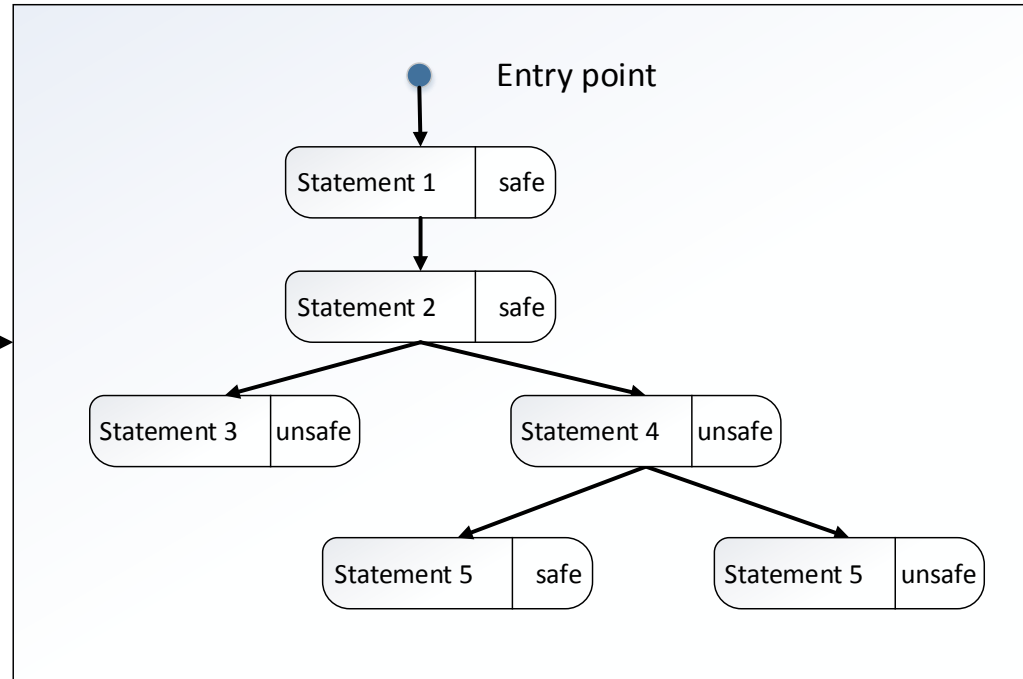 Entry point
Statement 1 safe
Statement 2 safe
Statement 3 unsafe
Statement 4 unsafe
Statement 5 safe
Statement 5 unsafe